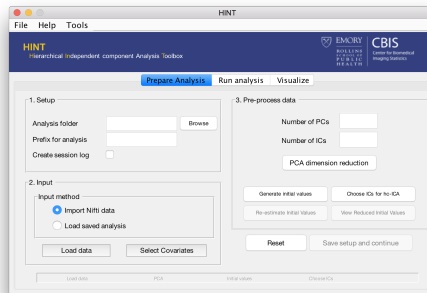 HINT
File Help Tools
HINT
Hierarchical Independent component Analysis Toolbox
EMORY
ROLLINS
SCHOOL OF
PUBLIC
HEALTH
CBIS
Center for Biomedical
Imaging Statistics
Prepare Analysis Run analysis Visualize
1. Setup
Analysis folder Browse
Prefix for analysis
Create session log
2. Input
Input method
Import Nifti data
Load saved analysis
Load data Select Covariates
3. Pre-process data
Number of PCs
Number of ICs
PCA dimension reduction
Generate initial values Choose ICs for hc-ICA
Re-estimate Initial Values View Reduced Initial Values
Reset Save setup and continue
Load data PCA Initial values Choose ICs